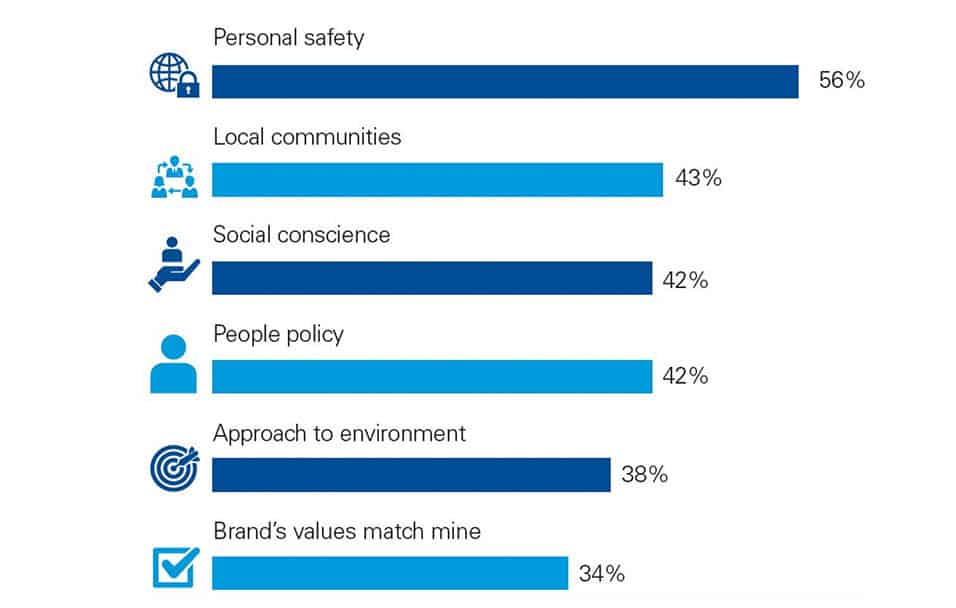 Personal safety
56%
Local communities
43%
Social conscience
42%
People policy
42%
Approach to environment
38%
Brand’s values match mine
34%